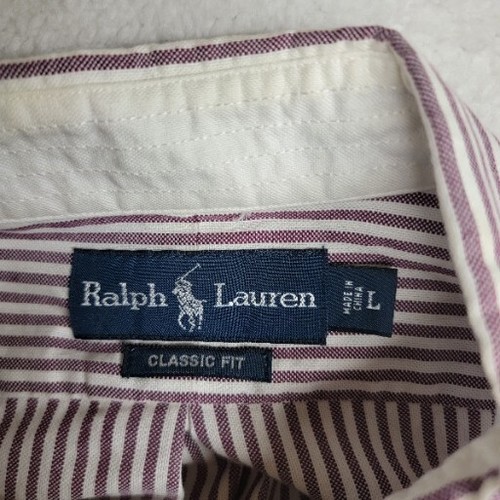 Ralph Lauren
MADE IN
CHINA
L
CLASSIC FIT